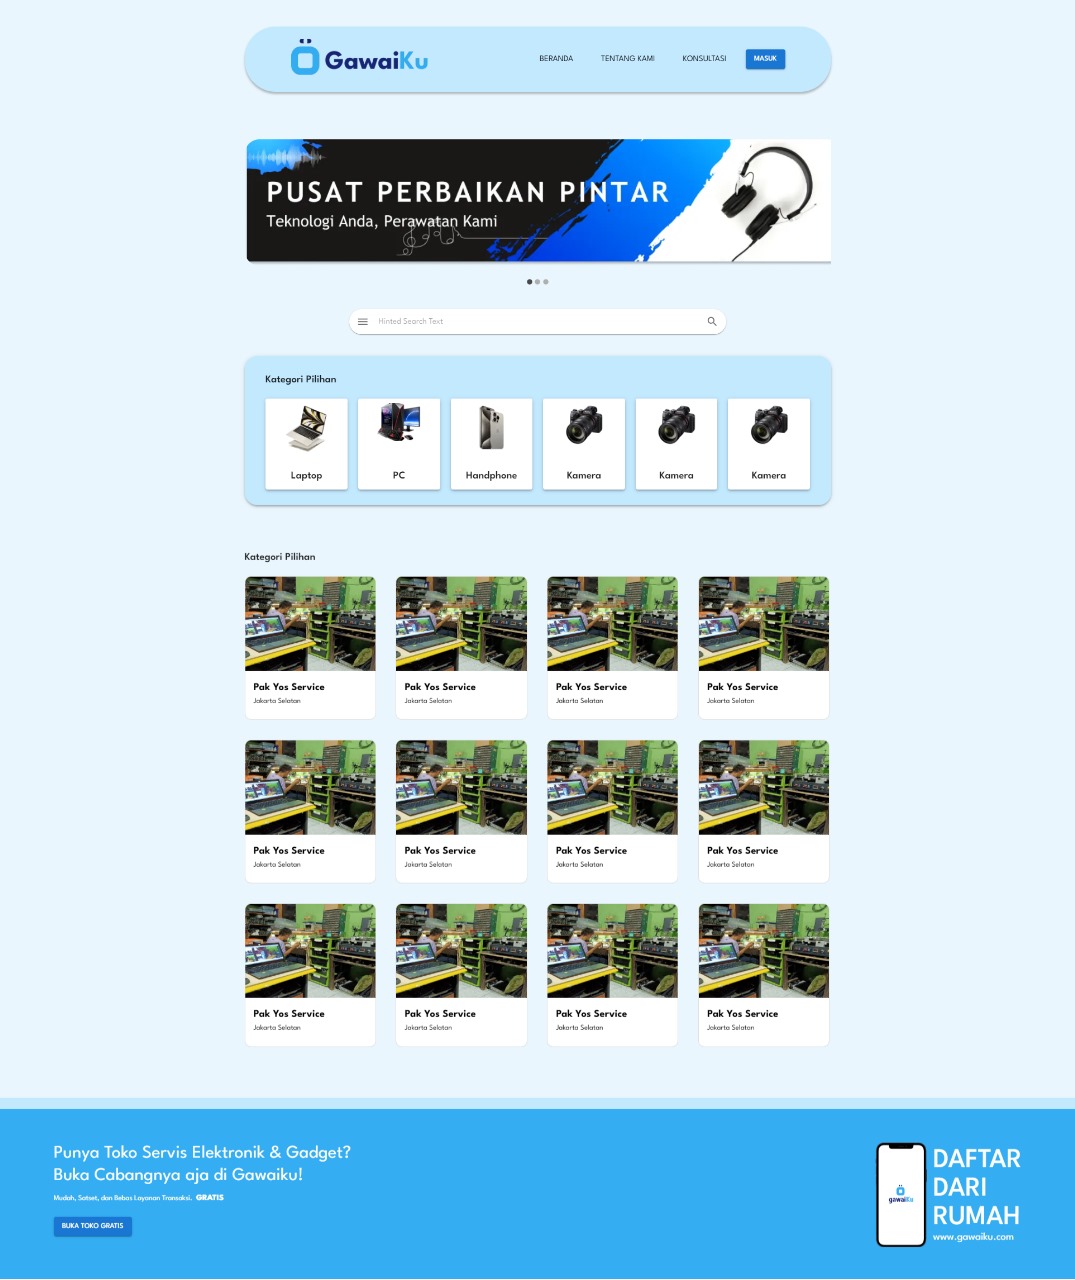 GawaiKu
BERANDA TENTANG KAMI KONSULTASI MASUK
PUSAT PERBAIKAN PINTAR
Teknologi Anda, Perawatan Kami
Hinted Search Text
Kategori Pilihan
Laptop PC Handphone Kamera Kamera Kamera
Kategori Pilihan
Pak Yos Service Pak Yos Service Pak Yos Service Pak Yos Service
Jakarta Selatan Jakarta Selatan Jakarta Selatan Jakarta Selatan
Pak Yos Service Pak Yos Service Pak Yos Service Pak Yos Service
Jakarta Selatan Jakarta Selatan Jakarta Selatan Jakarta Selatan
Pak Yos Service Pak Yos Service Pak Yos Service Pak Yos Service
Jakarta Selatan Jakarta Selatan Jakarta Selatan Jakarta Selatan
Punya Toko Servis Elektronik & Gadget?
Buka Cabangnya aja di Gawaiku!
Mudah, Satset, dan Bebas Layanan Transaksi. GRATIS
BUKA TOKO GRATIS
gawaiKu
DAFTAR
DARI
RUMAH
www.gawaiku.com